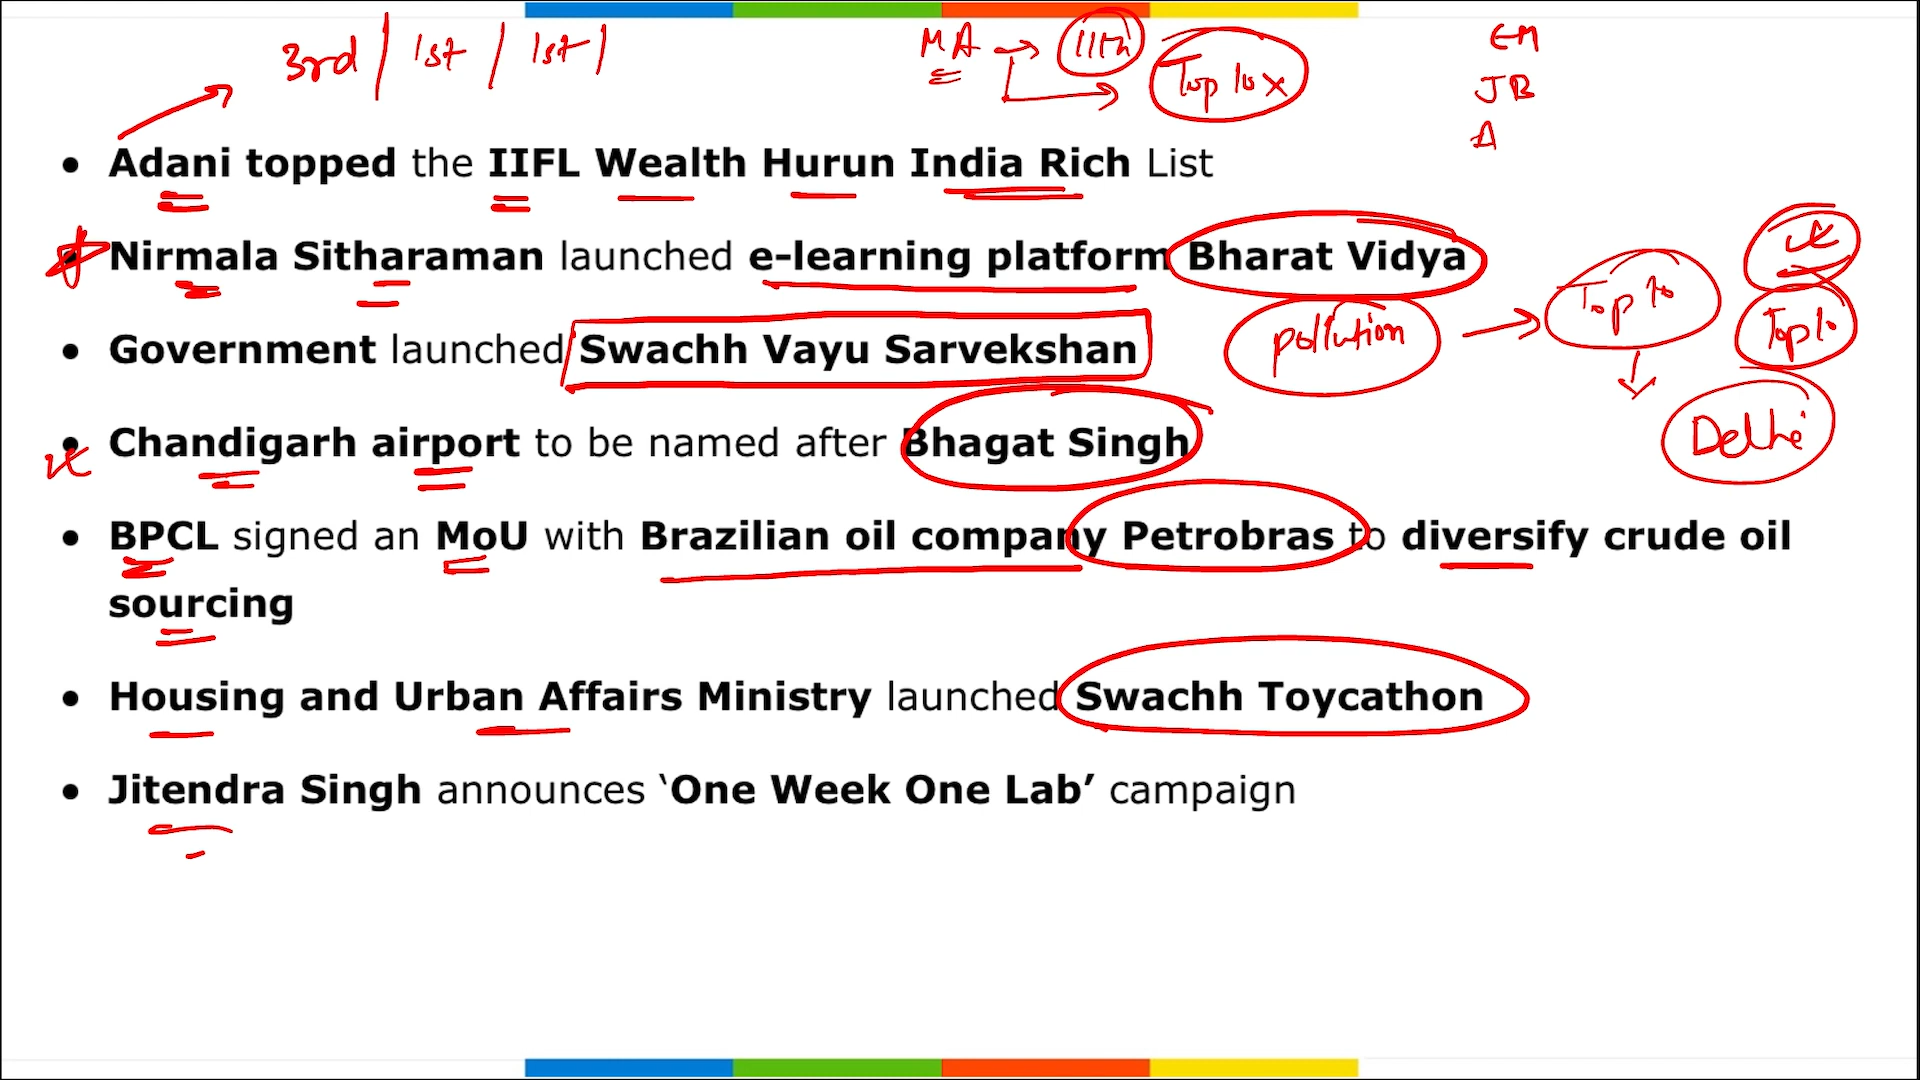 3rd | 1st | 1st |
MA → 11th
Top 10 x
EM
JB
A
• Adani topped the IIFL Wealth Hurun India Rich List
Nirmala Sitharaman launched e-learning platform Bharat Vidya
• Government launched Swachh Vayu Sarvekshan
pollution → Top 10
Top 10
Delhi
• Chandigarh airport to be named after Bhagat Singh
• BPCL signed an MoU with Brazilian oil company Petrobras to diversify crude oil
sourcing
• Housing and Urban Affairs Ministry launched Swachh Toycathon
• Jitendra Singh announces ‘One Week One Lab’ campaign